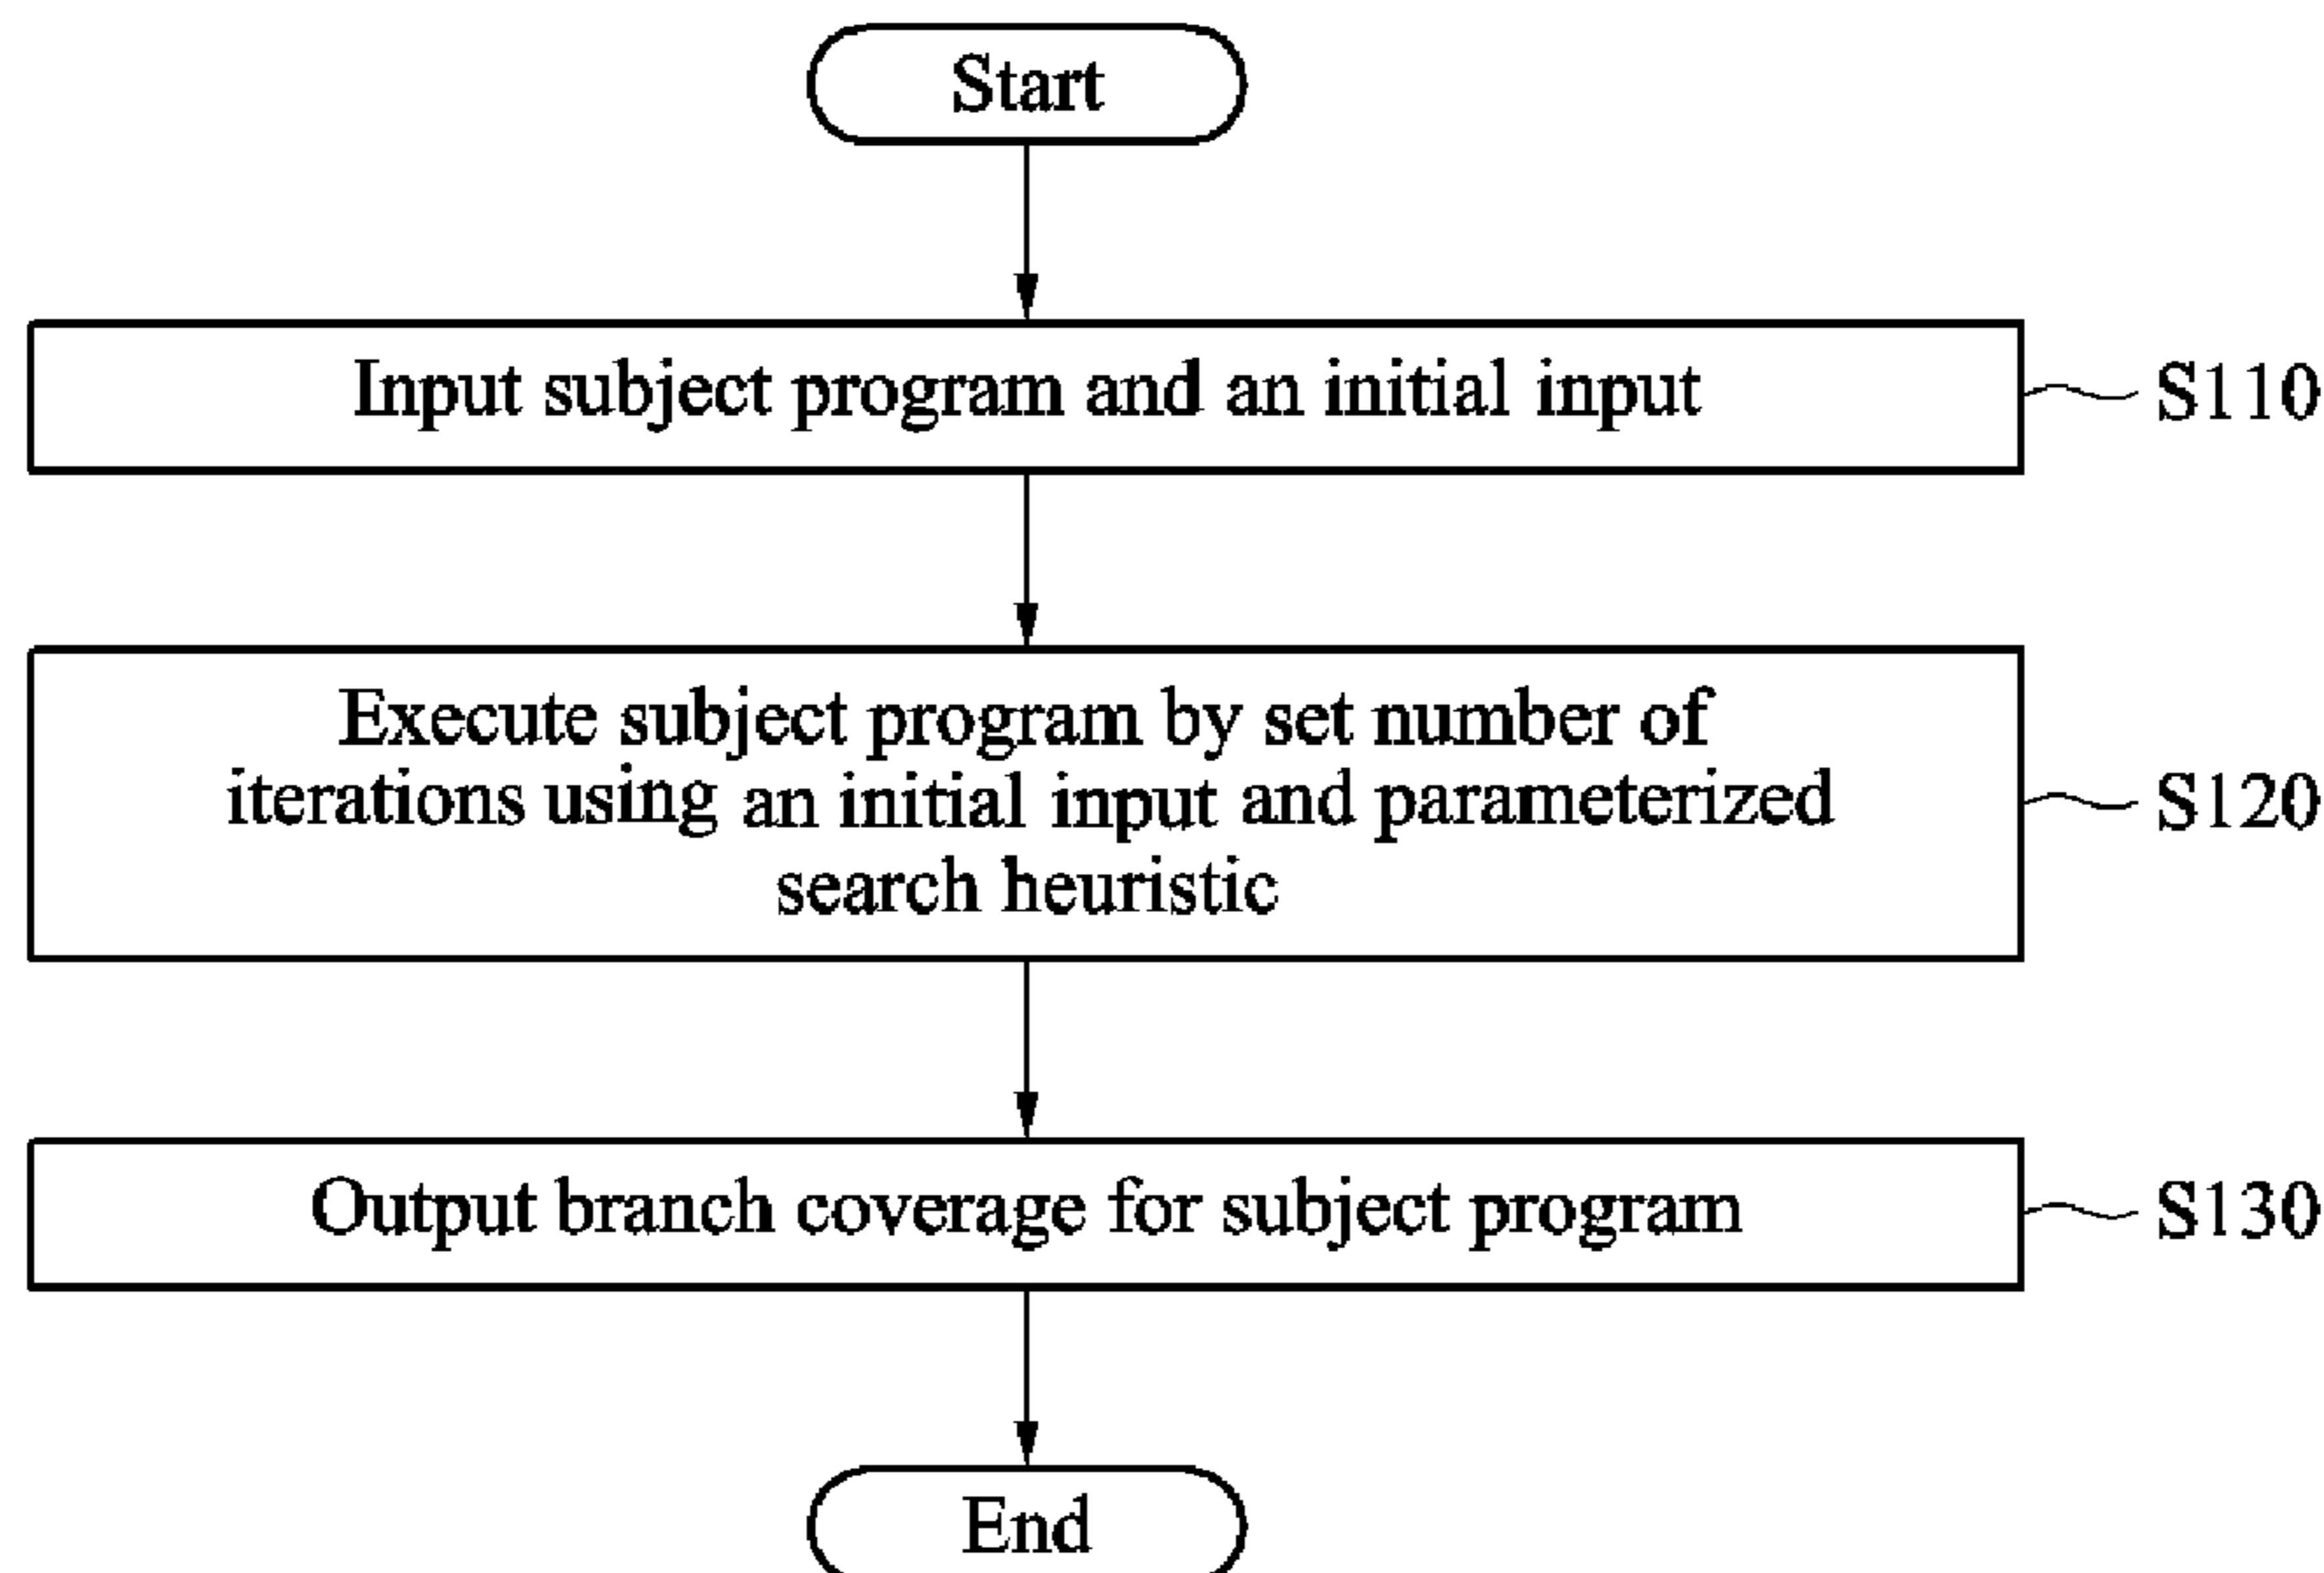 Start
Input subject program and an initial input
S110
Execute subject program by set number of
iterations using an initial input and parameterized
search heuristic
S120
Output branch coverage for subject program
S130
End